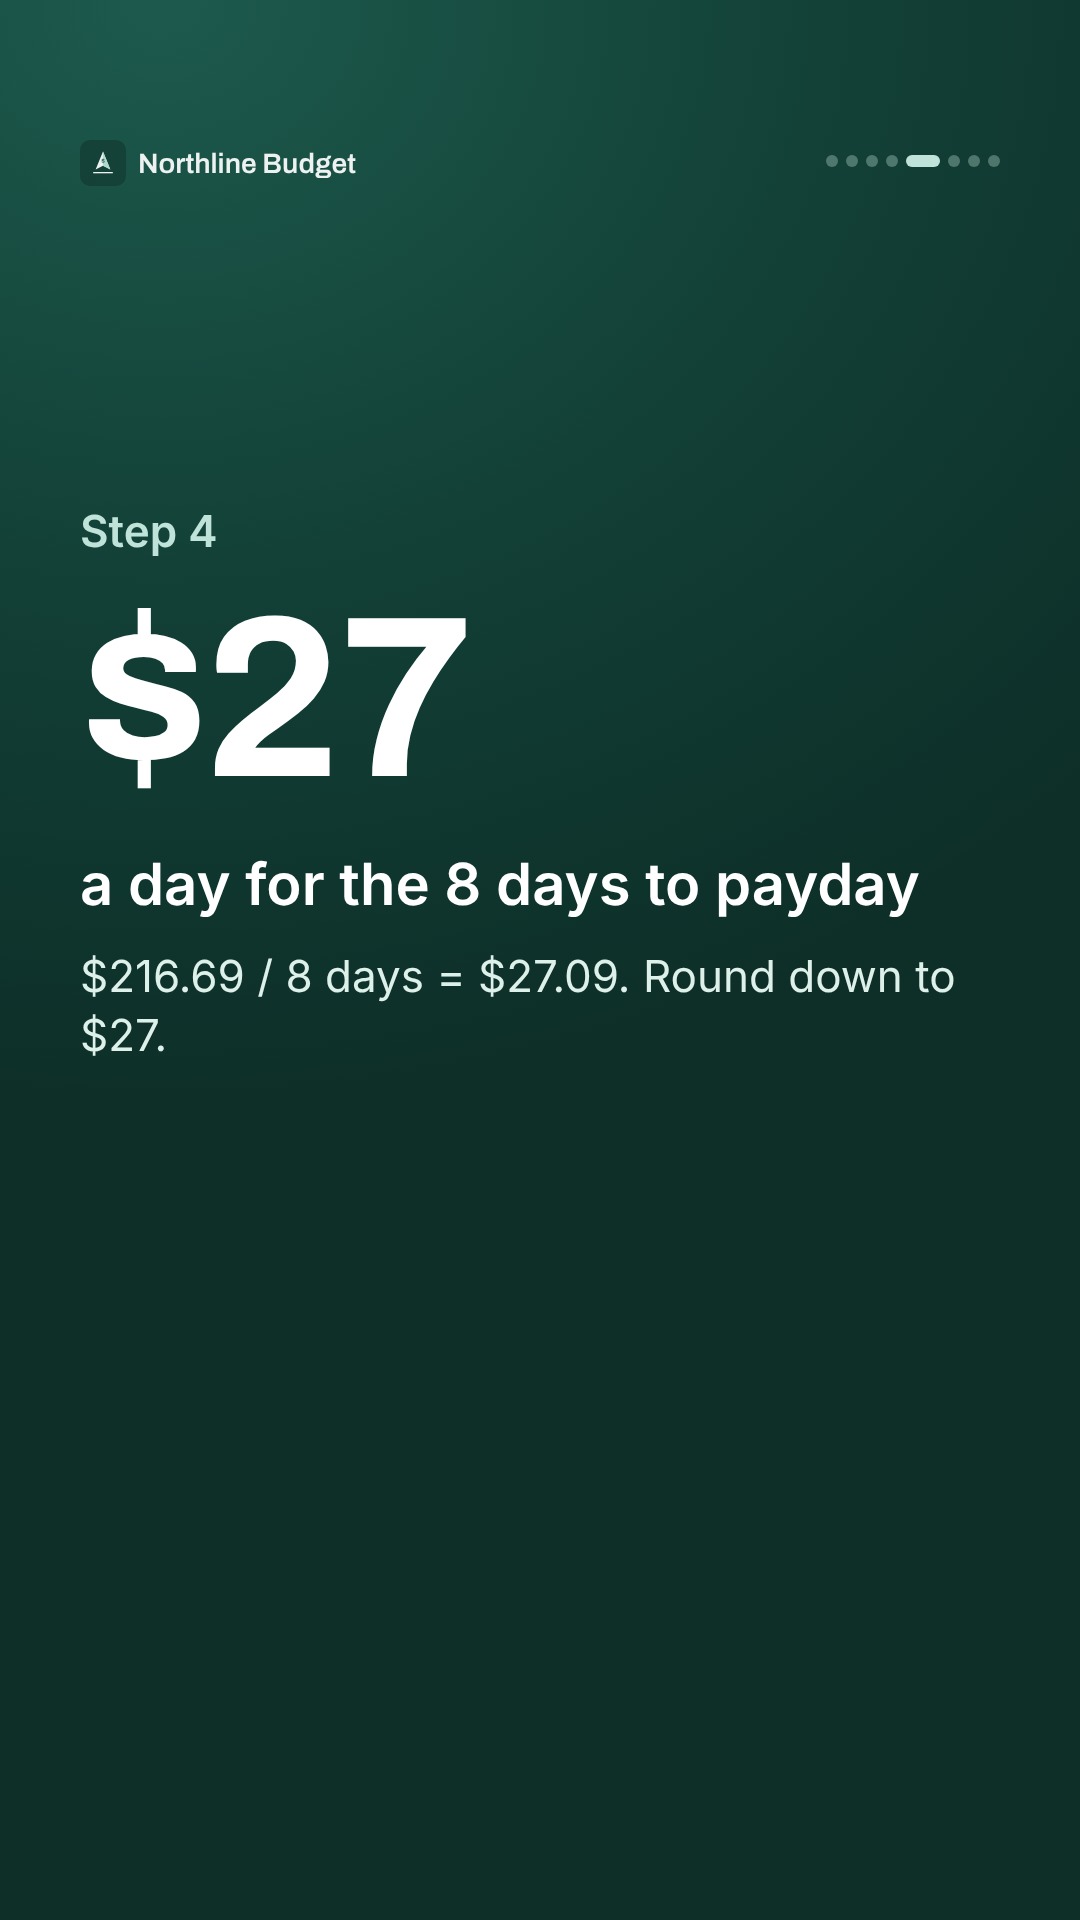 Northline Budget
Step 4
$27
a day for the 8 days to payday
$216.69 / 8 days = $27.09. Round down to
$27.